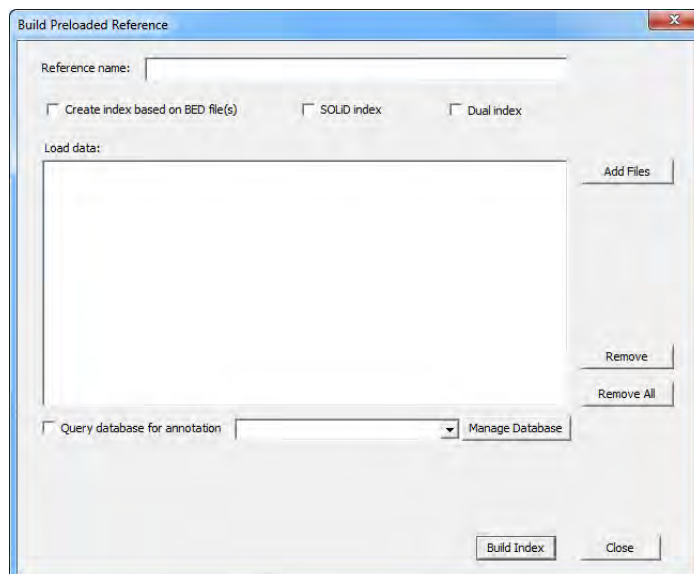 Build Preloaded Reference
X
Reference name:
Create index based on BED file(s) SOLiD index Dual index
Load data:
Add Files
Remove
Remove All
Query database for annotation Manage Database
Build Index Close